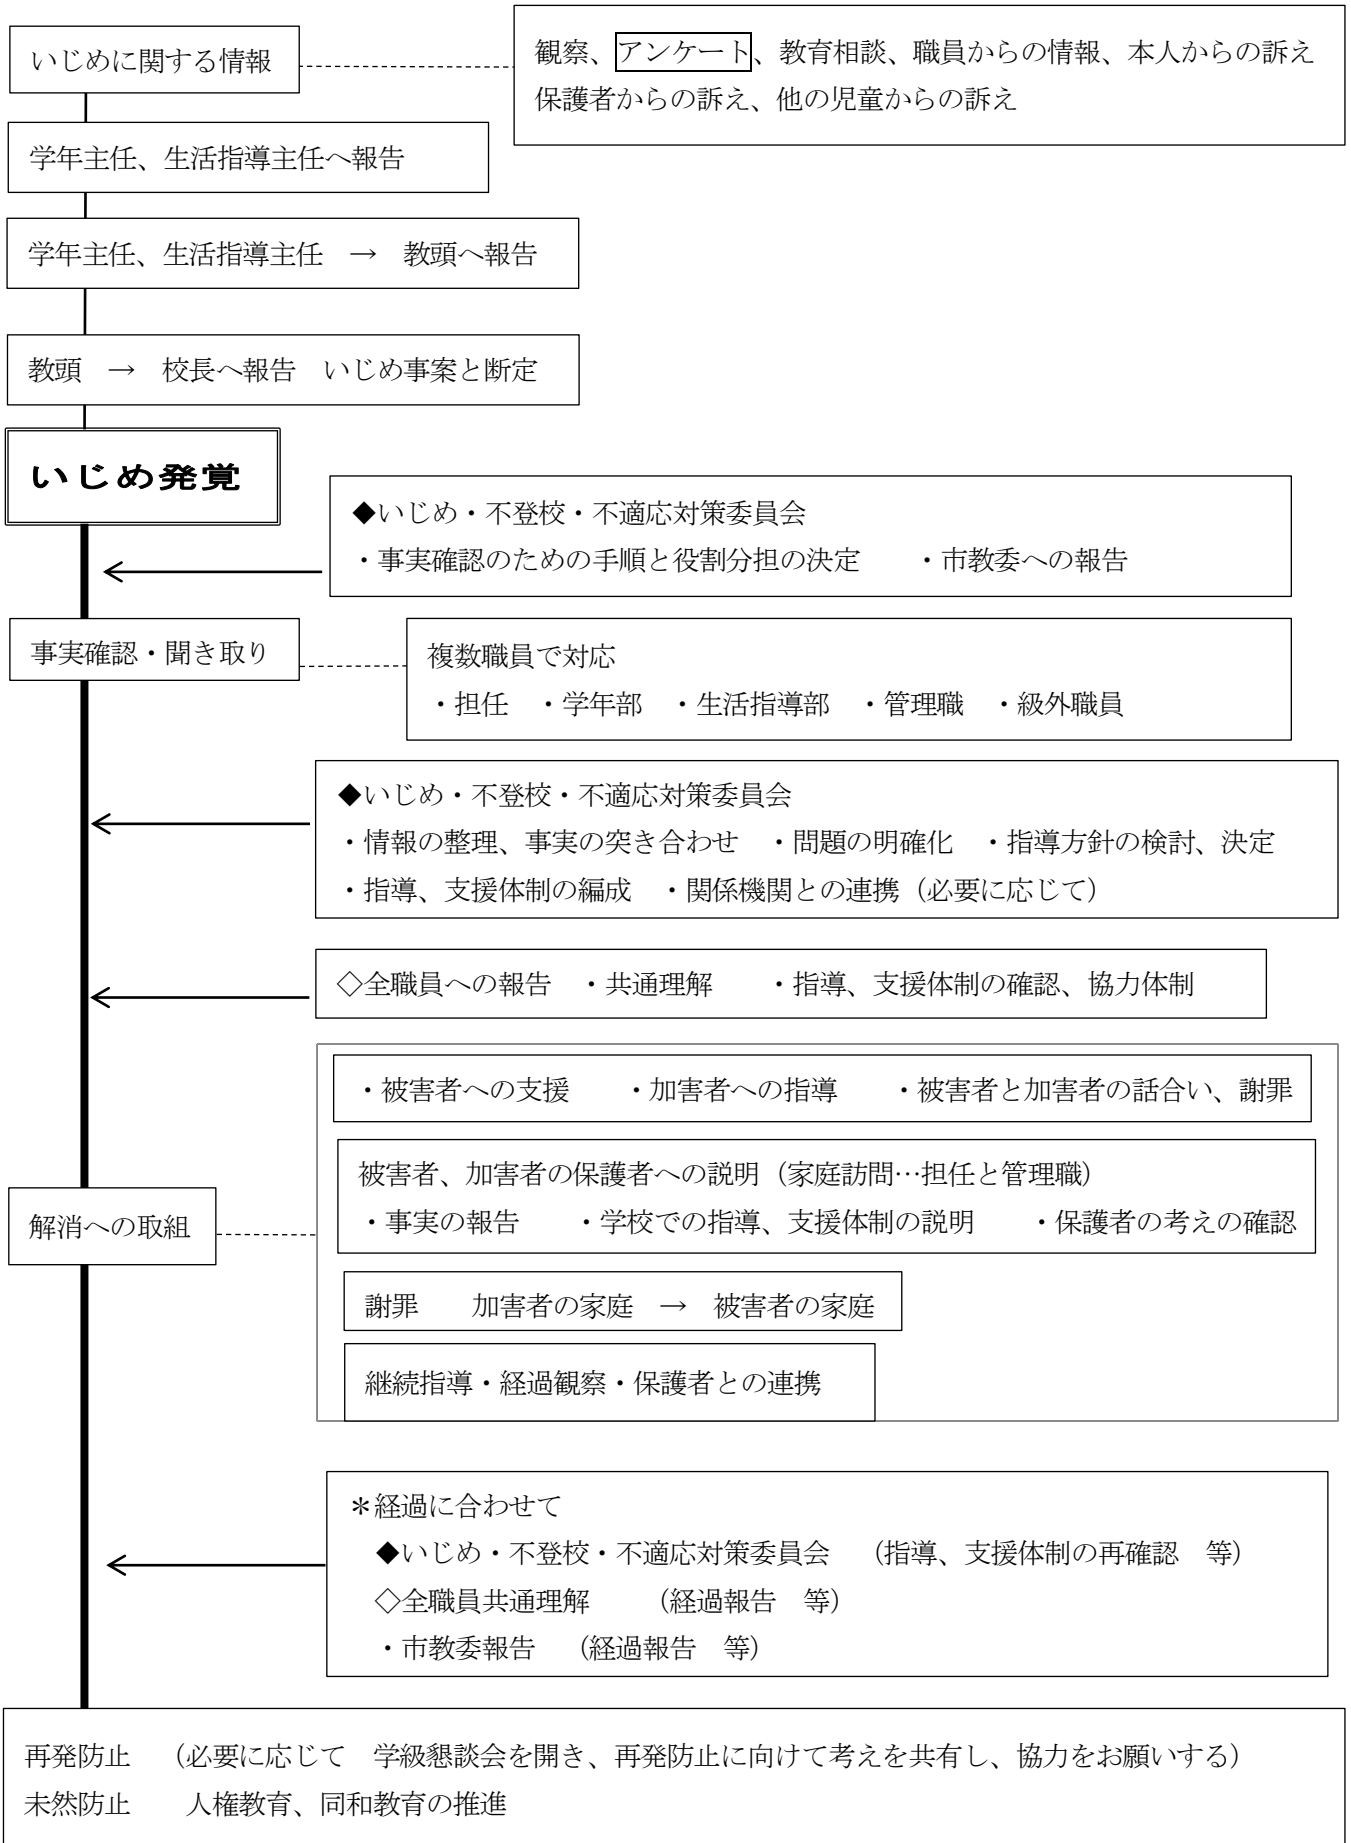 いじめに関する情報
観察、アンケート、教育相談、職員からの情報、本人からの訴え
保護者からの訴え、他の児童からの訴え
学年主任、生活指導主任へ報告
学年主任、生活指導主任　→　教頭へ報告
教頭　→　校長へ報告　いじめ事案と断定
いじめ発覚
◆いじめ・不登校・不適応対策委員会
・事実確認のための手順と役割分担の決定　　・市教委への報告
事実確認・聞き取り
複数職員で対応
・担任　・学年部　・生活指導部　・管理職　・級外職員
◆いじめ・不登校・不適応対策委員会
・情報の整理、事実の突き合わせ　・問題の明確化　・指導方針の検討、決定
・指導、支援体制の編成　・関係機関との連携（必要に応じて）
◇全職員への報告　・共通理解　　・指導、支援体制の確認、協力体制
・被害者への支援　　・加害者への指導　　・被害者と加害者の話合い、謝罪
被害者、加害者の保護者への説明（家庭訪問…担任と管理職）
・事実の報告　　・学校での指導、支援体制の説明　　・保護者の考えの確認
解消への取組
謝罪　　加害者の家庭　→　被害者の家庭
継続指導・経過観察・保護者との連携
＊経過に合わせて
◆いじめ・不登校・不適応対策委員会　（指導、支援体制の再確認　等）
◇全職員共通理解　　（経過報告　等）
・市教委報告　（経過報告　等）
再発防止　（必要に応じて　学級懇談会を開き、再発防止に向けて考えを共有し、協力をお願いする）
未然防止　　人権教育、同和教育の推進